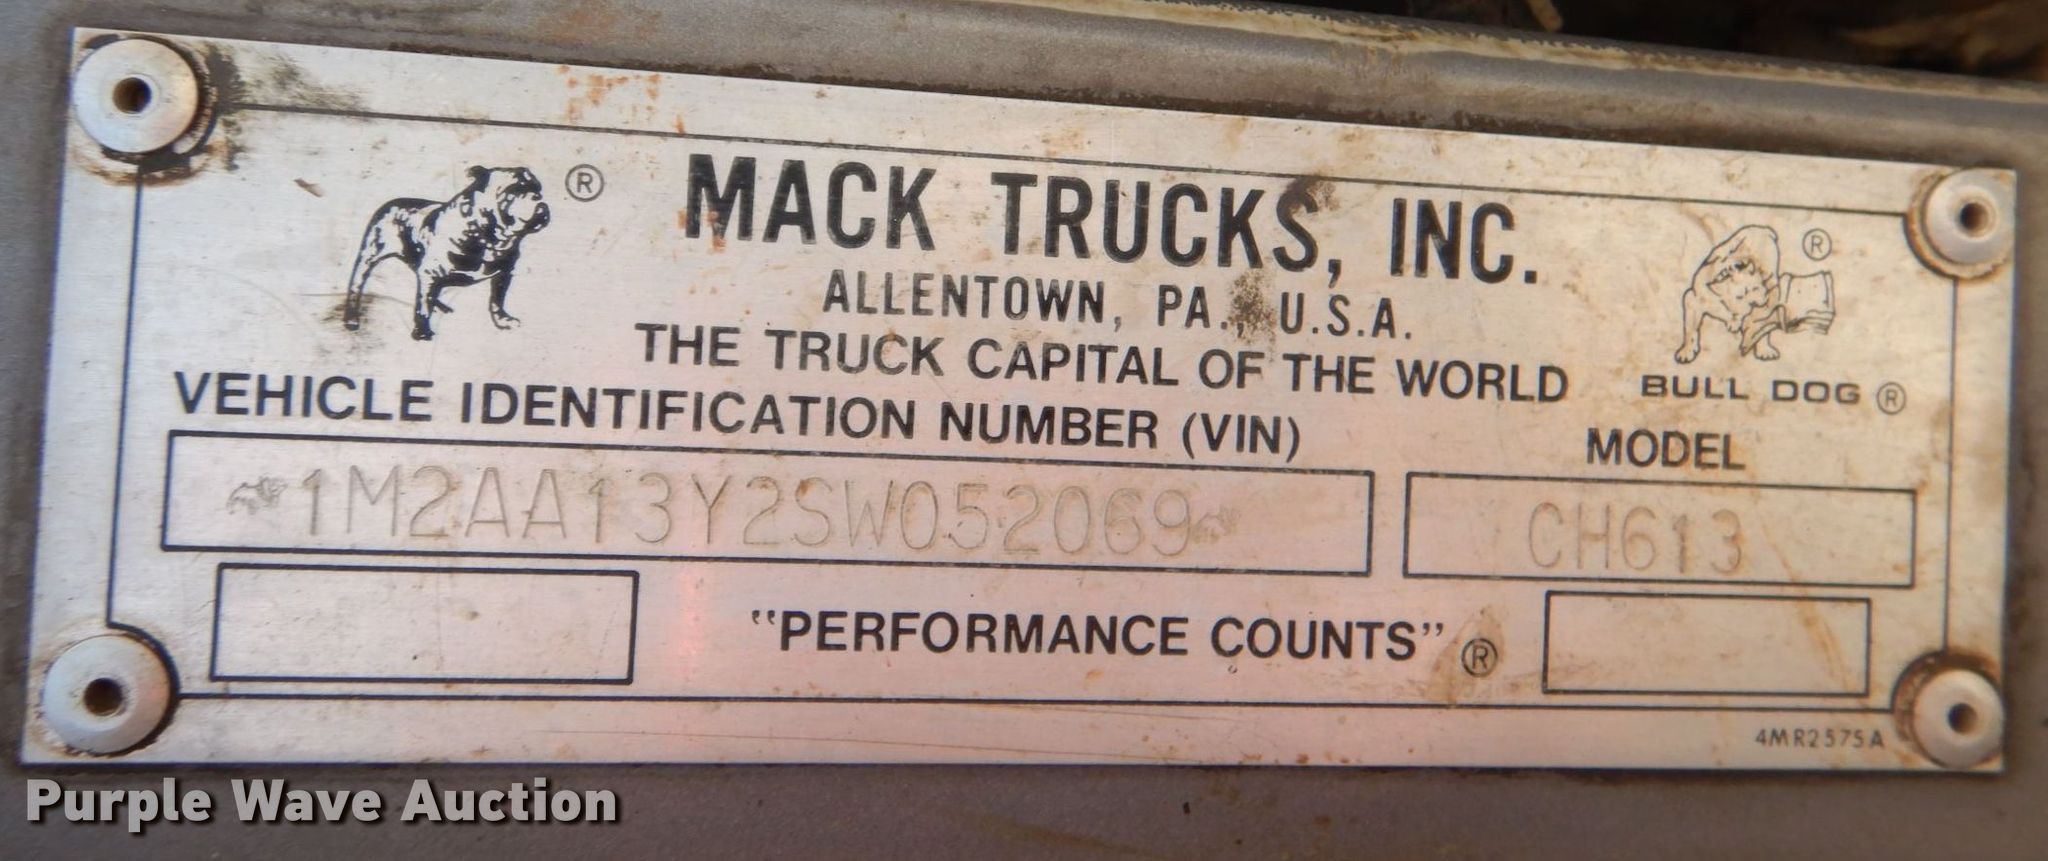 ® MACK TRUCKS, INC. ®
ALLENTOWN, PA., U.S.A.
THE TRUCK CAPITAL OF THE WORLD
BULL DOG ®
VEHICLE IDENTIFICATION NUMBER (VIN)
MODEL
1M2AA13Y2SW052069
CH613
"PERFORMANCE COUNTS" ®
4MR2575A
Purple Wave Auction